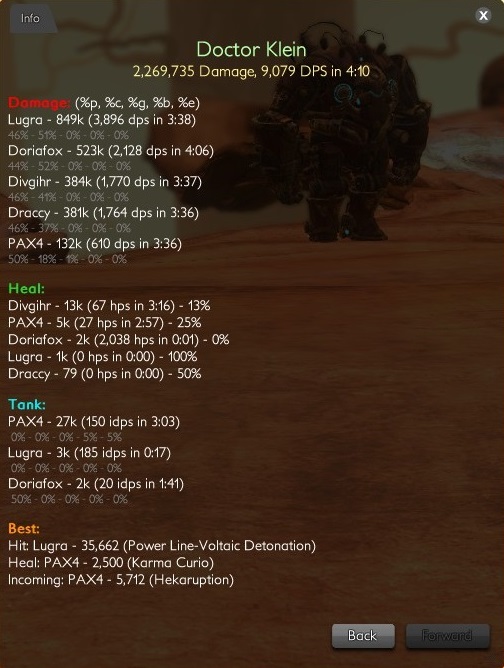 Info
X
Doctor Klein
2,269,735 Damage, 9,079 DPS in 4:10
Damage: (%p, %c, %g, %b, %e)
Lugra - 849k (3,896 dps in 3:38)
46% - 51% - 0% - 0% - 0%
Doriafox - 523k (2,128 dps in 4:06)
44% - 52% - 0% - 0% - 0%
Divgihr - 384k (1,770 dps in 3:37)
46% - 41% - 0% - 0% - 0%
Draccy - 381k (1,764 dps in 3:36)
46% - 37% - 0% - 0% - 0%
PAX4 - 132k (610 dps in 3:36)
50% - 18% - 1% - 0% - 0%
Heal:
Divgihr - 13k (67 hps in 3:16) - 13%
PAX4 - 5k (27 hps in 2:57) - 25%
Doriafox - 2k (2,038 hps in 0:01) - 0%
Lugra - 1k (0 hps in 0:00) - 100%
Draccy - 79 (0 hps in 0:00) - 50%
Tank:
PAX4 - 27k (150 idps in 3:03)
0% - 0% - 0% - 5% - 5%
Lugra - 3k (185 idps in 0:17)
0% - 0% - 0% - 0% - 0%
Doriafox - 2k (20 idps in 1:41)
50% - 0% - 0% - 0% - 0%
Best:
Hit: Lugra - 35,662 (Power Line-Voltaic Detonation)
Heal: PAX4 - 2,500 (Karma Curio)
Incoming: PAX4 - 5,712 (Hekaruption)
Back Forward